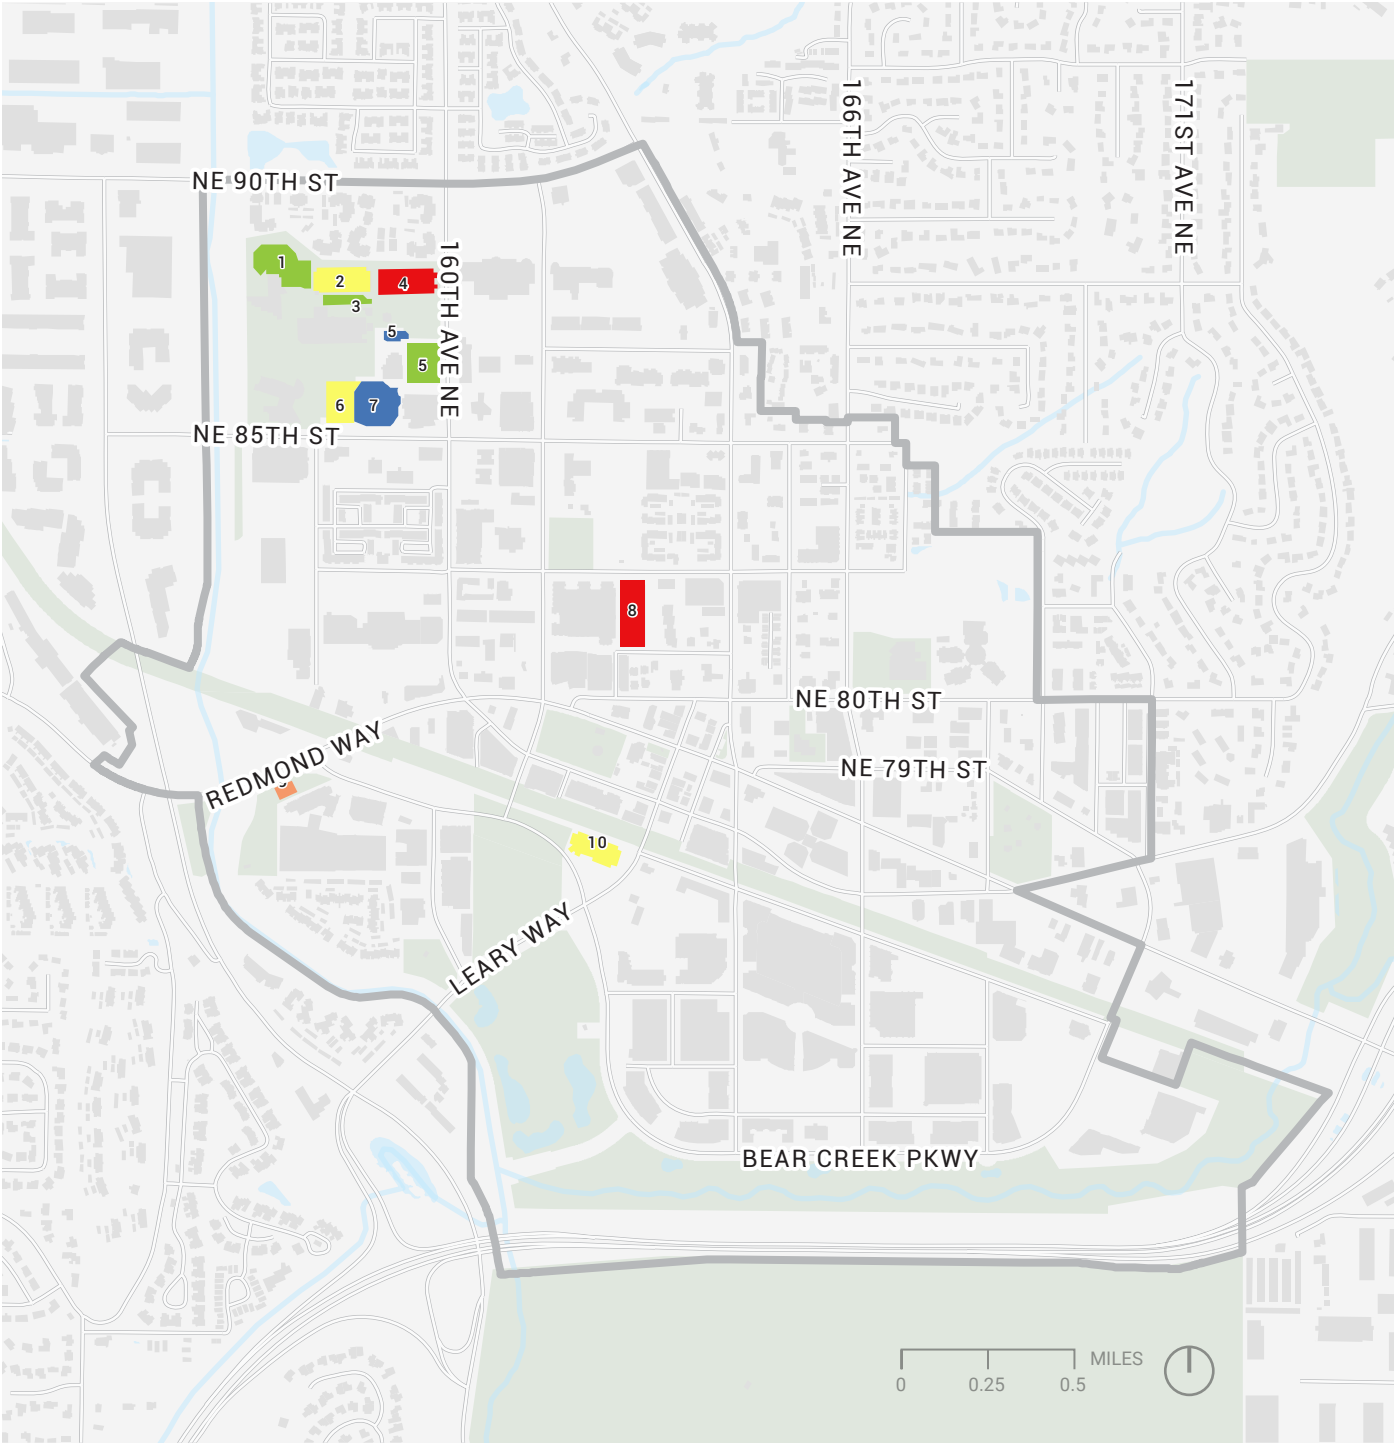 166TH AVE NE
171ST AVE NE
NE 90TH ST
160TH AVE NE
1
2
4
3
5
5
6
7
NE 85TH ST
8
NE 80TH ST
REDMOND WAY
NE 79TH ST
9
10
LEARY WAY
BEAR CREEK PKWY
MILES
0
0.25
0.5